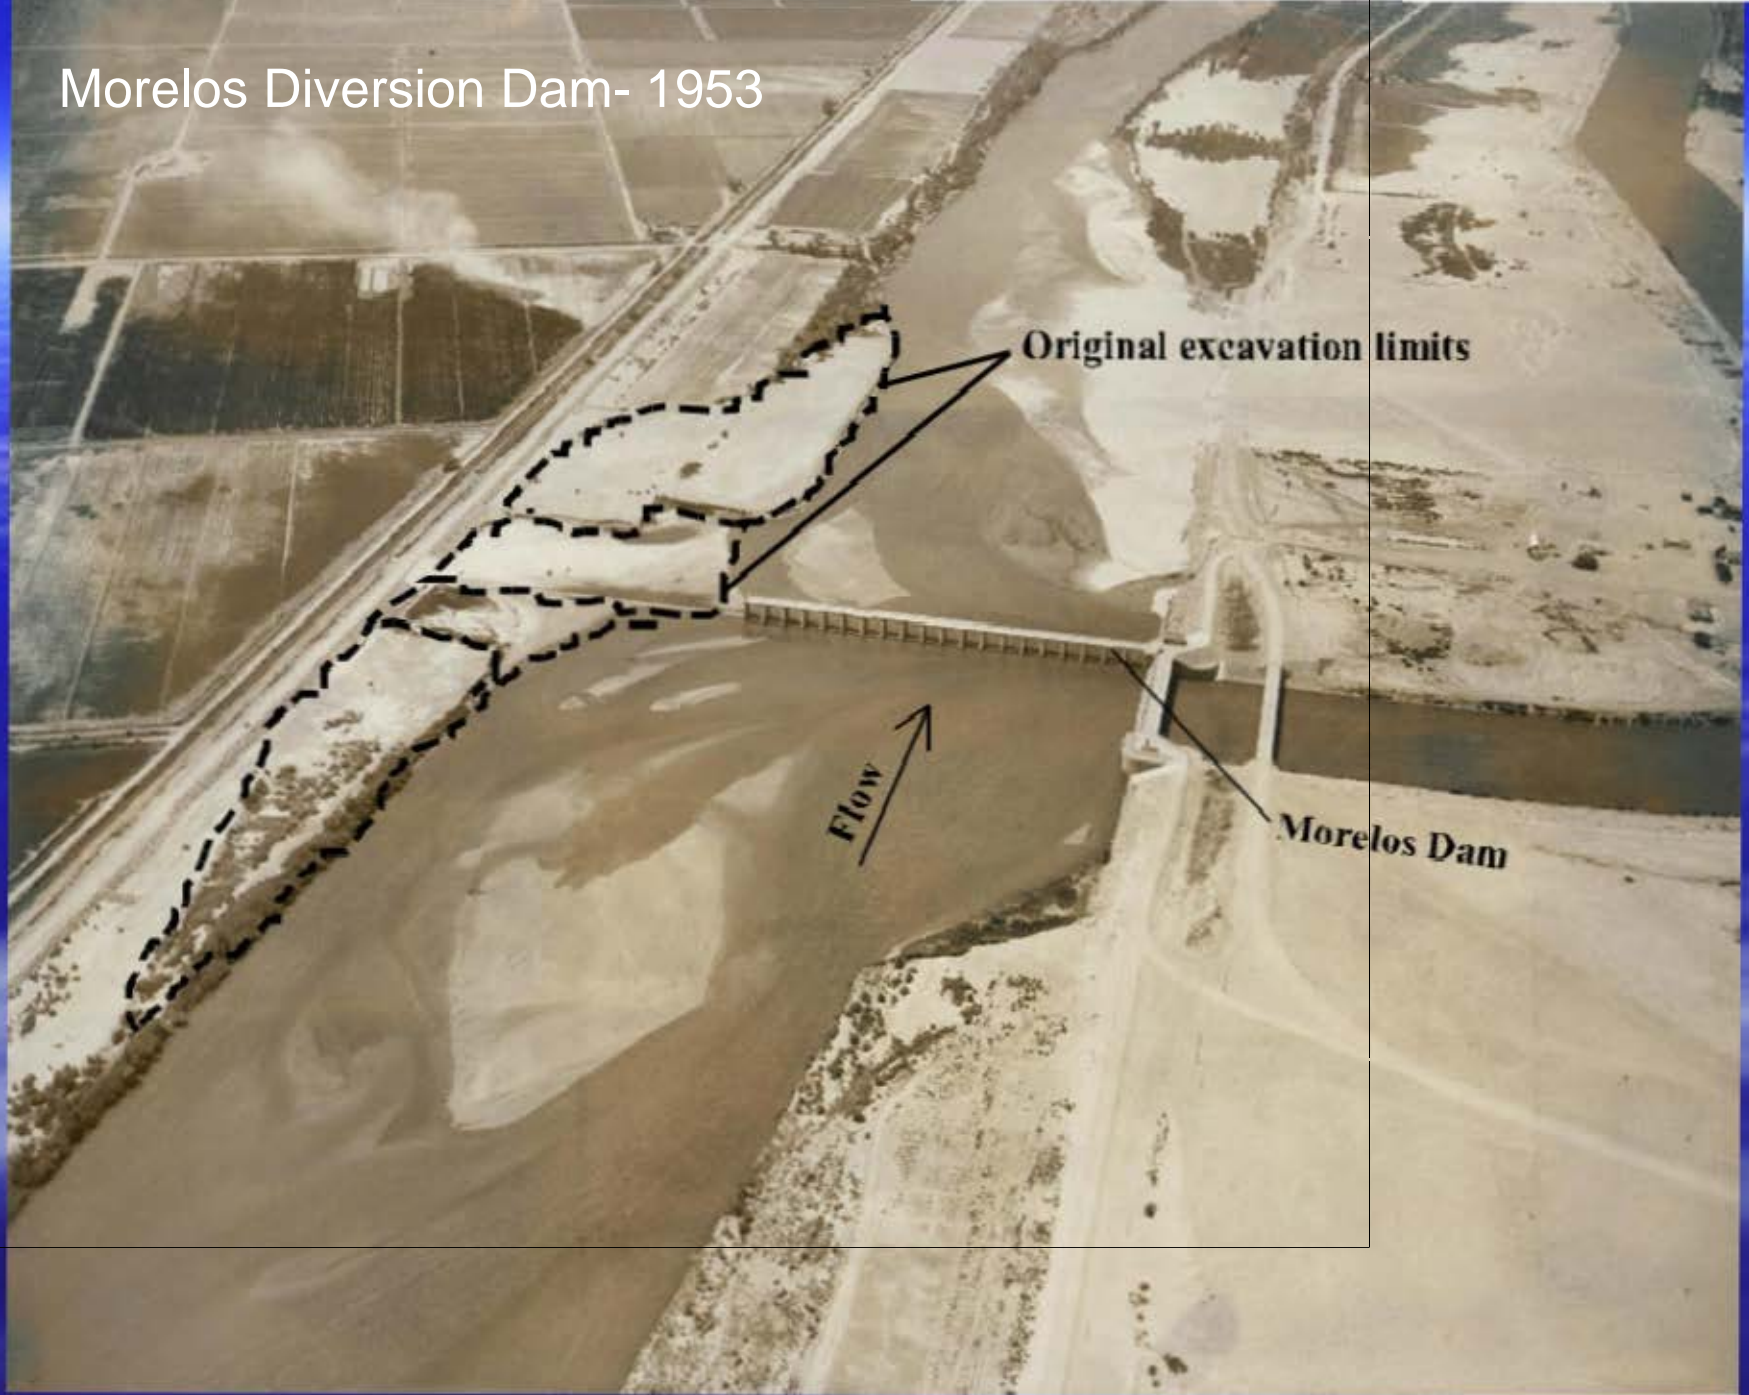 Morelos Diversion Dam- 1953
Original excavation limits
Flow
Morelos Dam